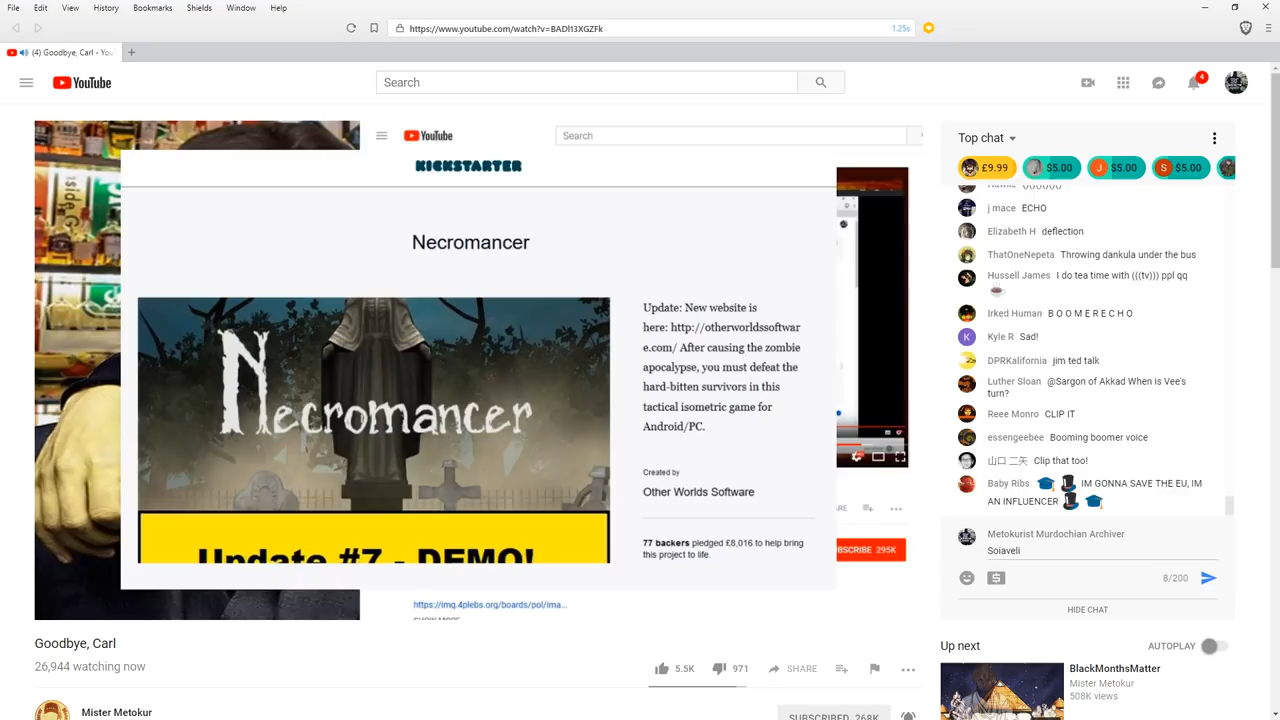 File Edit View History Bookmarks Shields Window Help
https://www.youtube.com/watch?v=BADl13XGZFk 1.25s
(4) Goodbye, Carl - You
YouTube
Search
4
YouTube
Search
KICKSTARTER
Necromancer
Necromancer
Update #7 - DEMO!
Update: New website is
here: http://otherworldssoftwar
e.com/ After causing the zombie
apocalypse, you must defeat the
hard-bitten survivors in this
tactical isometric game for
Android/PC.
Created by
Other Worlds Software
77 backers pledged £8,016 to help bring
this project to life.
BSCRIBE 295K
https://img.4plebs.org/boards/pol/ima...
SHOW MORE
Goodbye, Carl
26,944 watching now
5.5K
971
SHARE
Mister Metokur
SUBSCRIBED 268K
Top chat
£9.99
$5.00
$5.00
$5.00
j mace ECHO
Elizabeth H deflection
ThatOneNepeta Throwing dankula under the bus
Hussell James I do tea time with (((tv))) ppl qq
Irked Human B O O M E R E C H O
Kyle R Sad!
DPRKalifornia jim ted talk
Luther Sloan @Sargon of Akkad When is Vee's
turn?
Reee Monro CLIP IT
essengeebee Booming boomer voice
山口 二矢 Clip that too!
Baby Ribs IM GONNA SAVE THE EU, IM
AN INFLUENCER
Metokurist Murdochian Archiver
Soiaveli
8/200
HIDE CHAT
Up next
AUTOPLAY
BlackMonthsMatter
Mister Metokur
508K views